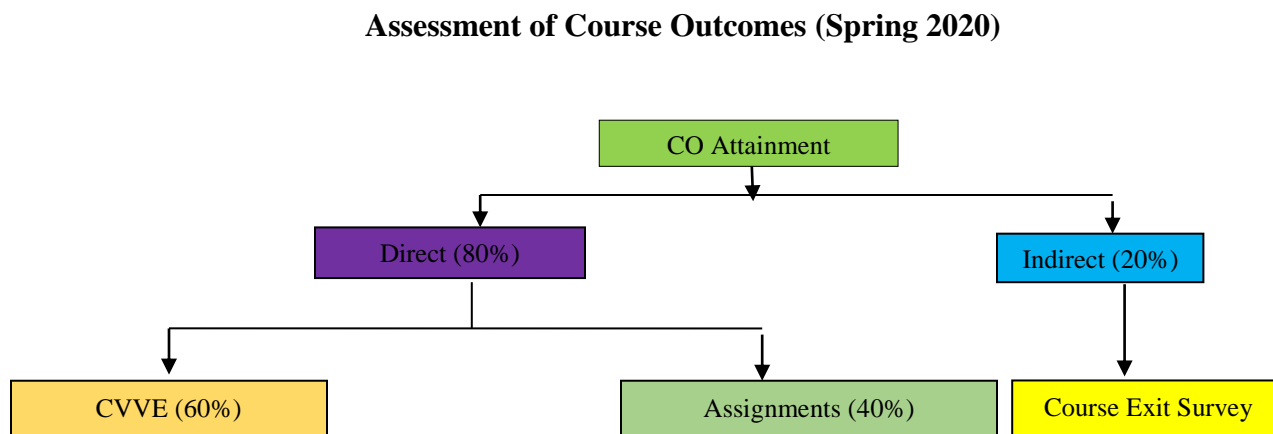 Assessment of Course Outcomes (Spring 2020)
CO Attainment
Direct (80%)
Indirect (20%)
CVVE (60%)
Assignments (40%)
Course Exit Survey